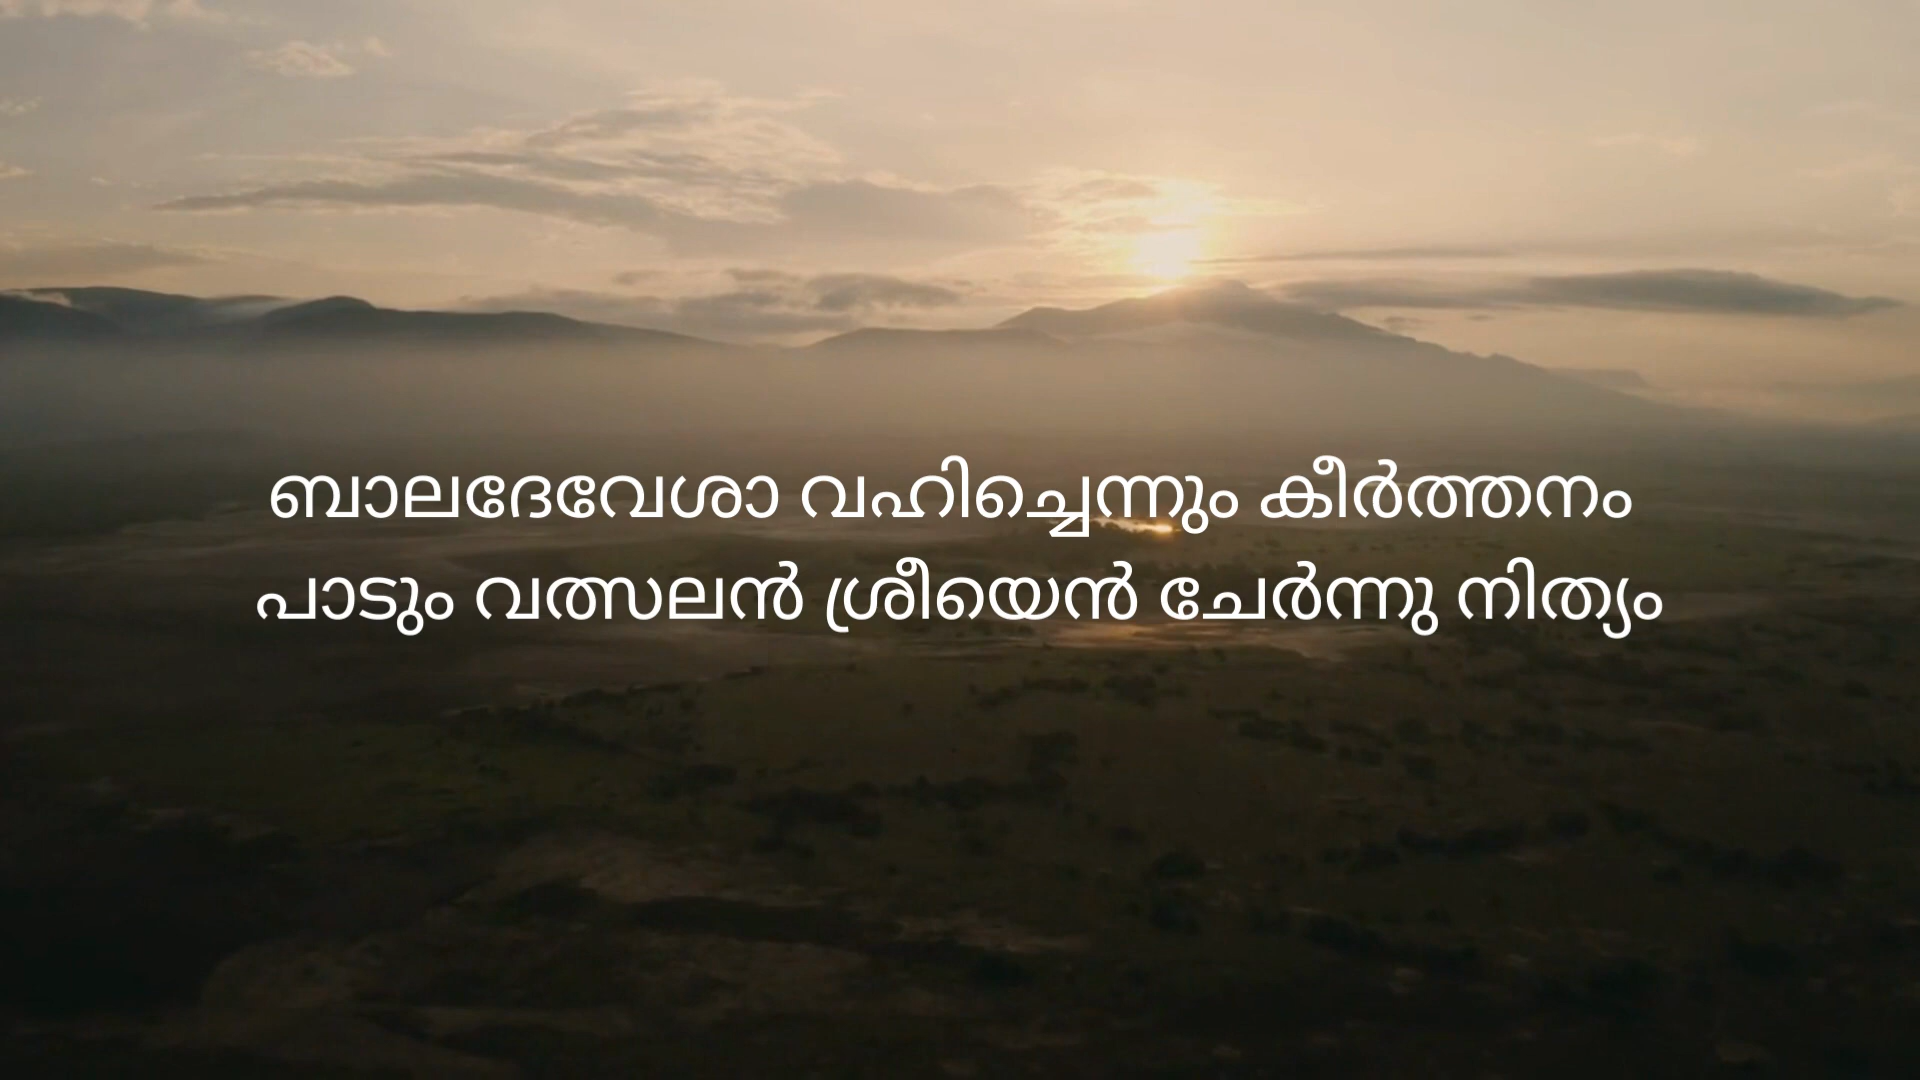 ബാലദേവേശാ വഹിച്ചെന്നും കീർത്തനം
പാടും വത്സലൻ ശ്രീയെൻ ചേർന്നു നിത്യം